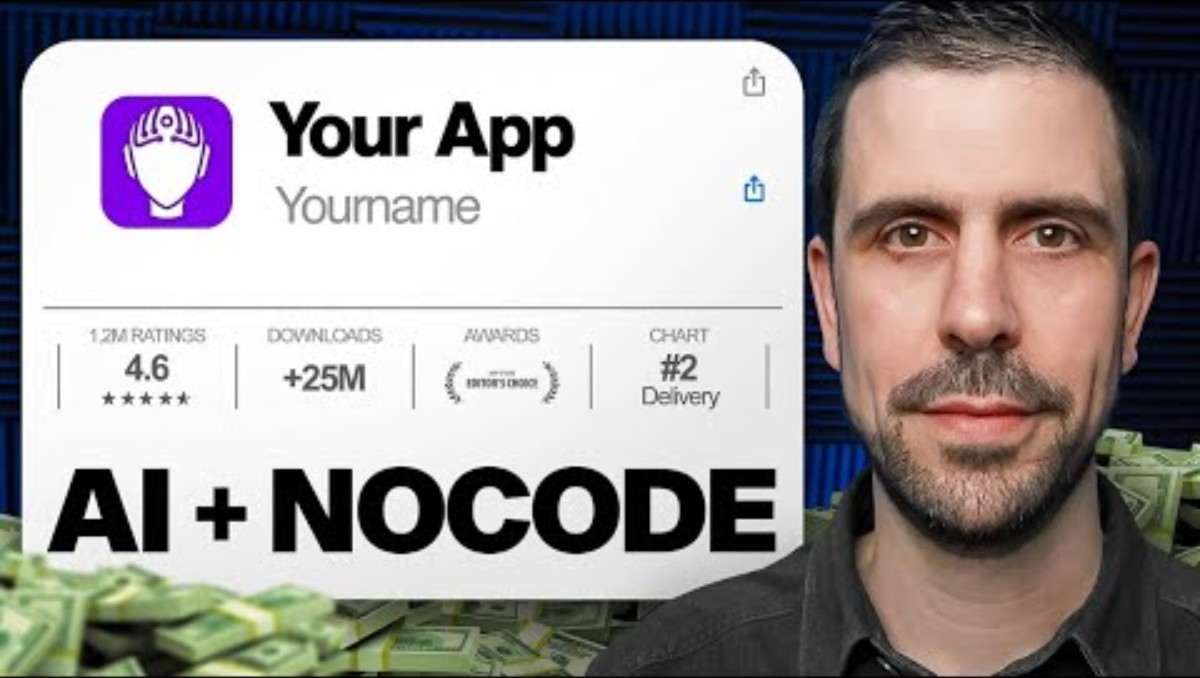 Your App
Yourname
1,2M RATINGS
4.6
DOWNLOADS
+25M
AWARDS
EDITOR'S CHOICE
CHART
#2
Delivery
AI + NOCODE